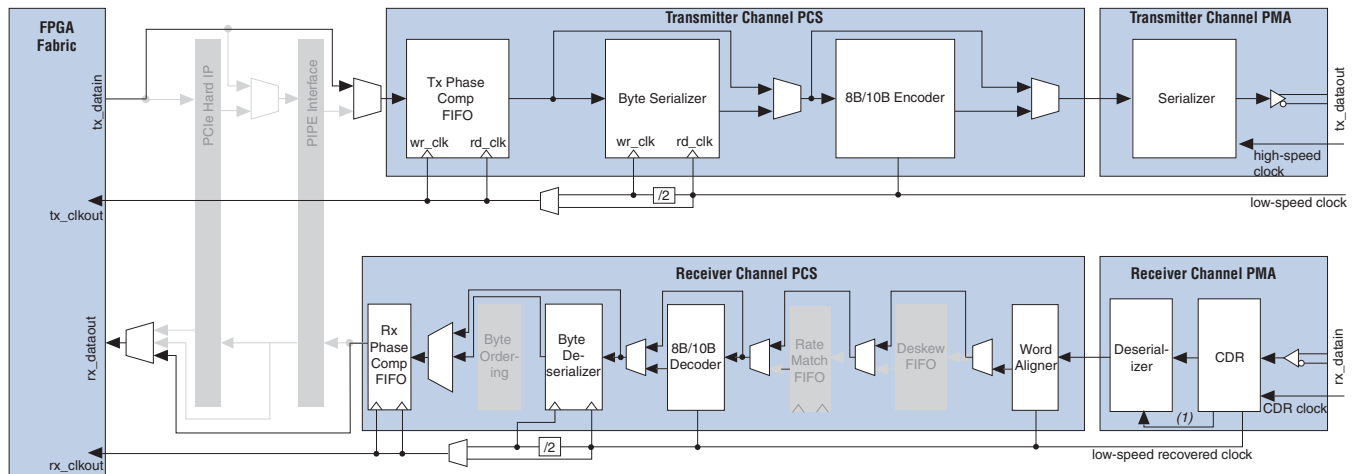 FPGA
Fabric
Transmitter Channel PCS
Transmitter Channel PMA
tx_datain
PCIe Hard IP
PIPE Interface
Tx Phase
Comp
FIFO
wr_clk
rd_clk
Byte Serializer
wr_clk
rd_clk
8B/10B Encoder
Serializer
tx_dataout
high-speed
clock
/2
tx_clkout
low-speed clock
Receiver Channel PCS
Receiver Channel PMA
rx_dataout
Rx
Phase
Comp
FIFO
Byte
Order-
ing
Byte
De-
serializer
8B/10B
Decoder
Rate
Match
FIFO
Deskew
FIFO
Word
Aligner
Deserial-
izer
CDR
rx_datain
CDR clock
(1)
/2
rx_clkout
low-speed recovered clock